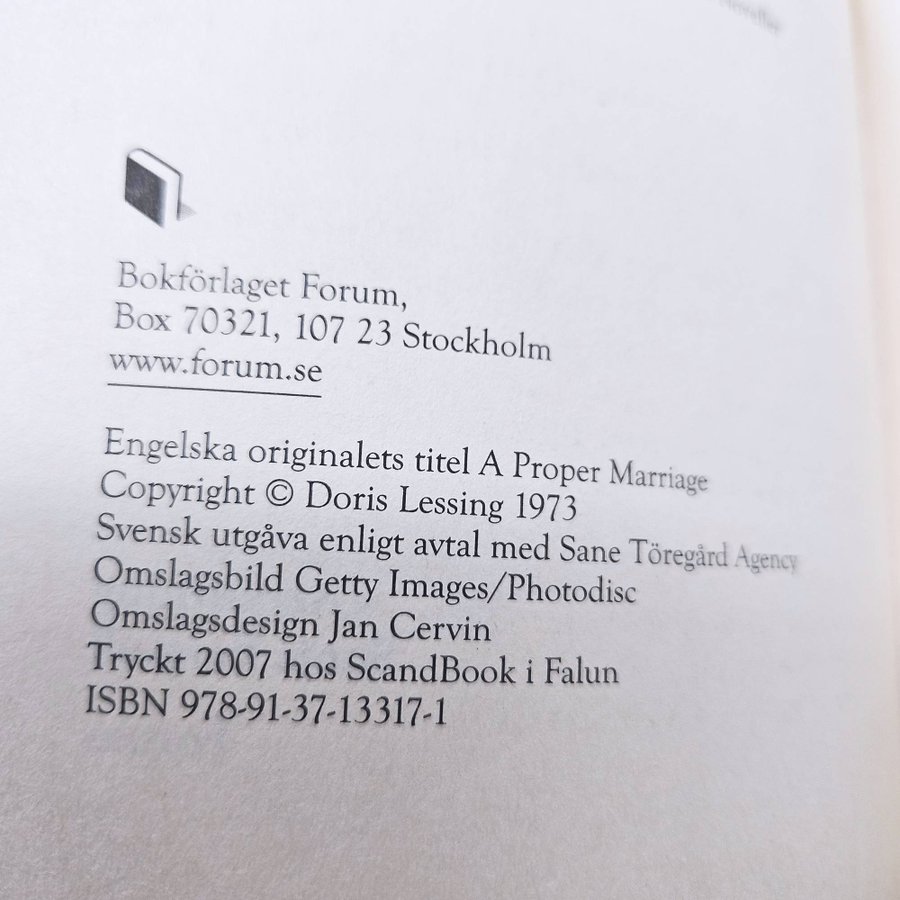 Bokförlaget Forum,
Box 70321, 107 23 Stockholm
www.forum.se
Engelska originalets titel A Proper Marriage
Copyright © Doris Lessing 1973
Svensk utgåva enligt avtal med Sane Töregård Agency
Omslagsbild Getty Images/Photodisc
Omslagsdesign Jan Cervin
Tryckt 2007 hos ScandBook i Falun
ISBN 978-91-37-13317-1